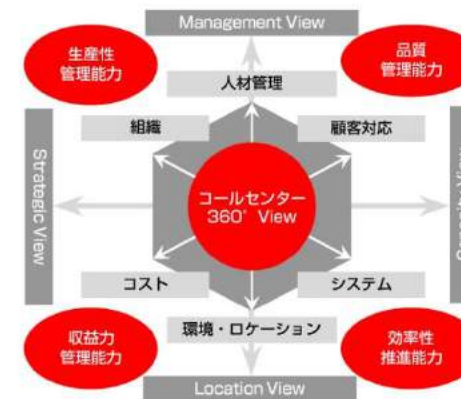 Management View
生産性
管理能力
品質
管理能力
人材管理
組織
顧客対応
Strategic View
コールセンター
360° View
Capacity View
コスト
システム
環境・ロケーション
収益力
管理能力
効率性
推進能力
Location View